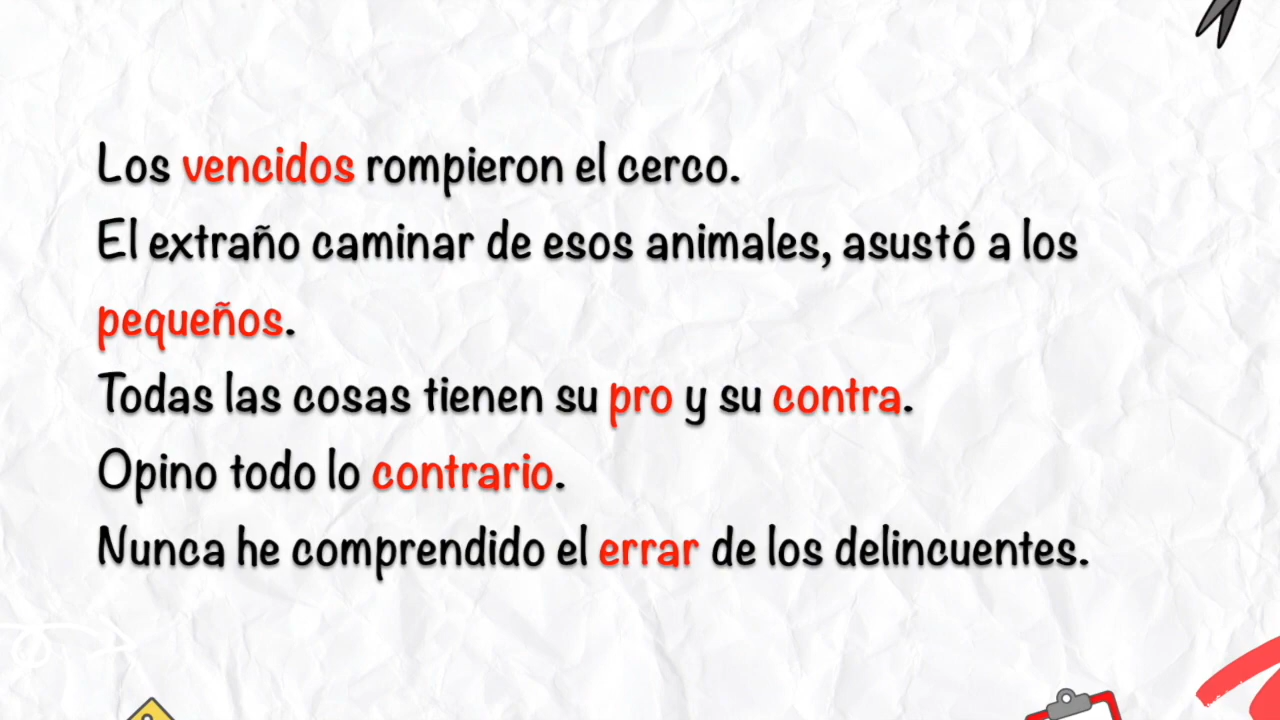 Los vencidos rompieron el cerco.
El extraño caminar de esos animales, asustó a los
pequeños.
Todas las cosas tienen su pro y su contra.
Opino todo lo contrario.
Nunca he comprendido el errar de los delincuentes.